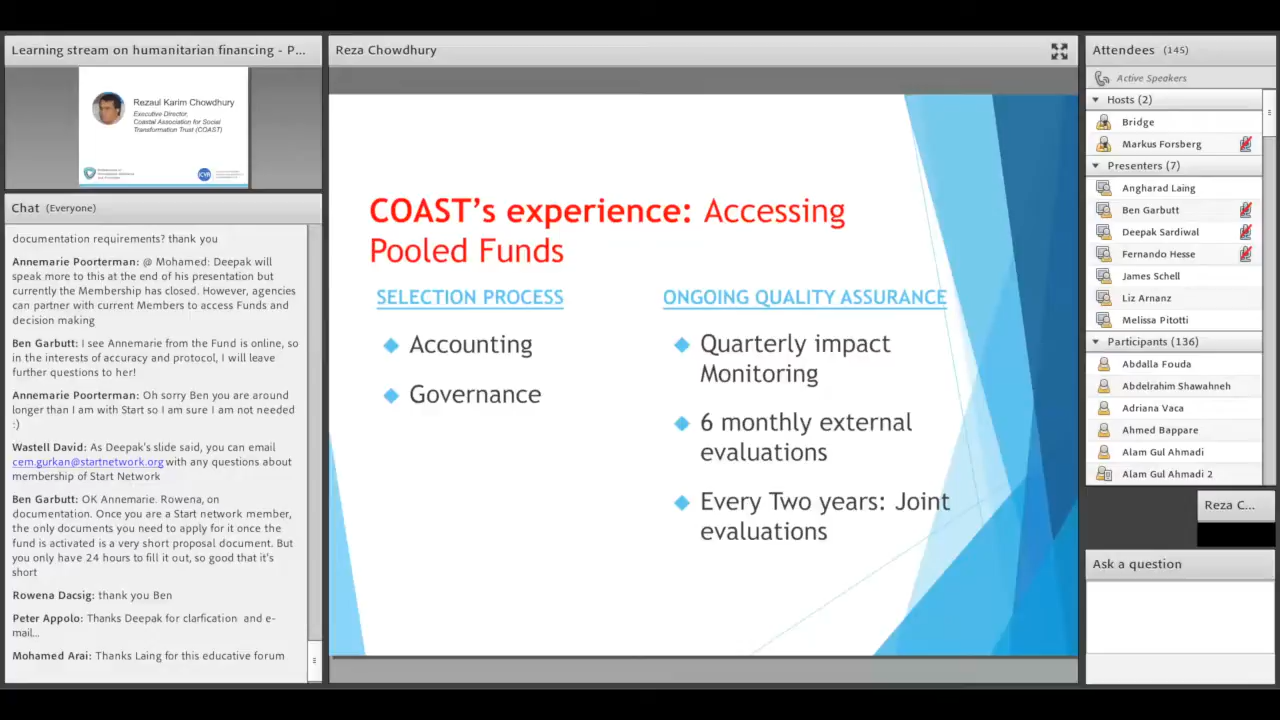 Learning stream on humanitarian financing - P...
Rezaul Karim Chowdhury
Executive Director,
Coastal Association for Social
Transformation Trust (COAST)
Chat (Everyone)
documentation requirements? thank you
Annemarie Poorterman: @ Mohamed: Deepak will
speak more to this at the end of his presentation but
currently the Membership has closed. However, agencies
can partner with current Members to access Funds and
decision making
Ben Garbutt: I see Annemarie from the Fund is online, so
in the interests of accuracy and protocol, I will leave
further questions to her!
Annemarie Poorterman: Oh sorry Ben you are around
longer than I am with Start so I am sure I am not needed
:)
Wastell David: As Deepak's slide said, you can email
cem.gurkan@startnetwork.org with any questions about
membership of Start Network
Ben Garbutt: OK Annemarie. Rowena, on
documentation. Once you are a Start network member,
the only documents you need to apply for it once the
fund is activated is a very short proposal document. But
you only have 24 hours to fill it out, so good that it's
short
Rowena Dacsig: thank you Ben
Peter Appolo: Thanks Deepak for clarfication and e-
mail...
Mohamed Arai: Thanks Laing for this educative forum
Reza Chowdhury
COAST's experience: Accessing
Pooled Funds
SELECTION PROCESS
Accounting
Governance
ONGOING QUALITY ASSURANCE
Quarterly impact
Monitoring
6 monthly external
evaluations
Every Two years: Joint
evaluations
Attendees (145)
Active Speakers
Hosts (2)
Bridge
Markus Forsberg
Presenters (7)
Angharad Laing
Ben Garbutt
Deepak Sardiwal
Fernando Hesse
James Schell
Liz Arnanz
Melissa Pitotti
Participants (136)
Abdalla Fouda
Abdelrahim Shawahneh
Adriana Vaca
Ahmed Bappare
Alam Gul Ahmadi
Alam Gul Ahmadi 2
Reza C...
Ask a question